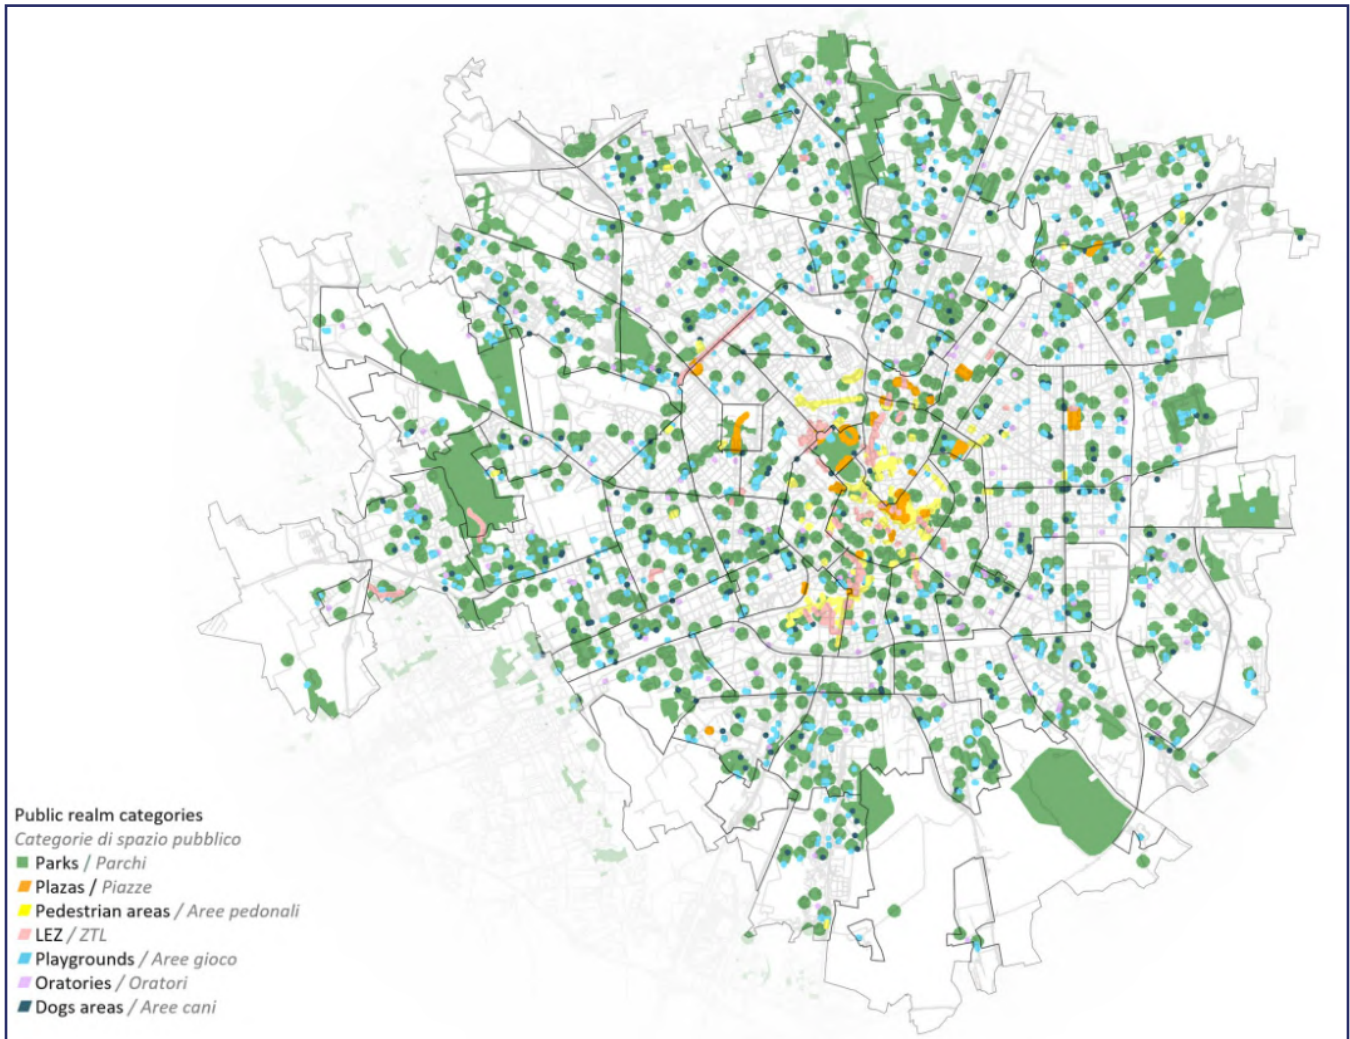 Public realm categories
Categorie di spazio pubblico
Parks / Parchi
Plazas / Piazze
Pedestrian areas / Aree pedonali
LEZ / ZTL
Playgrounds / Aree gioco
Oratories / Oratori
Dogs areas / Aree cani